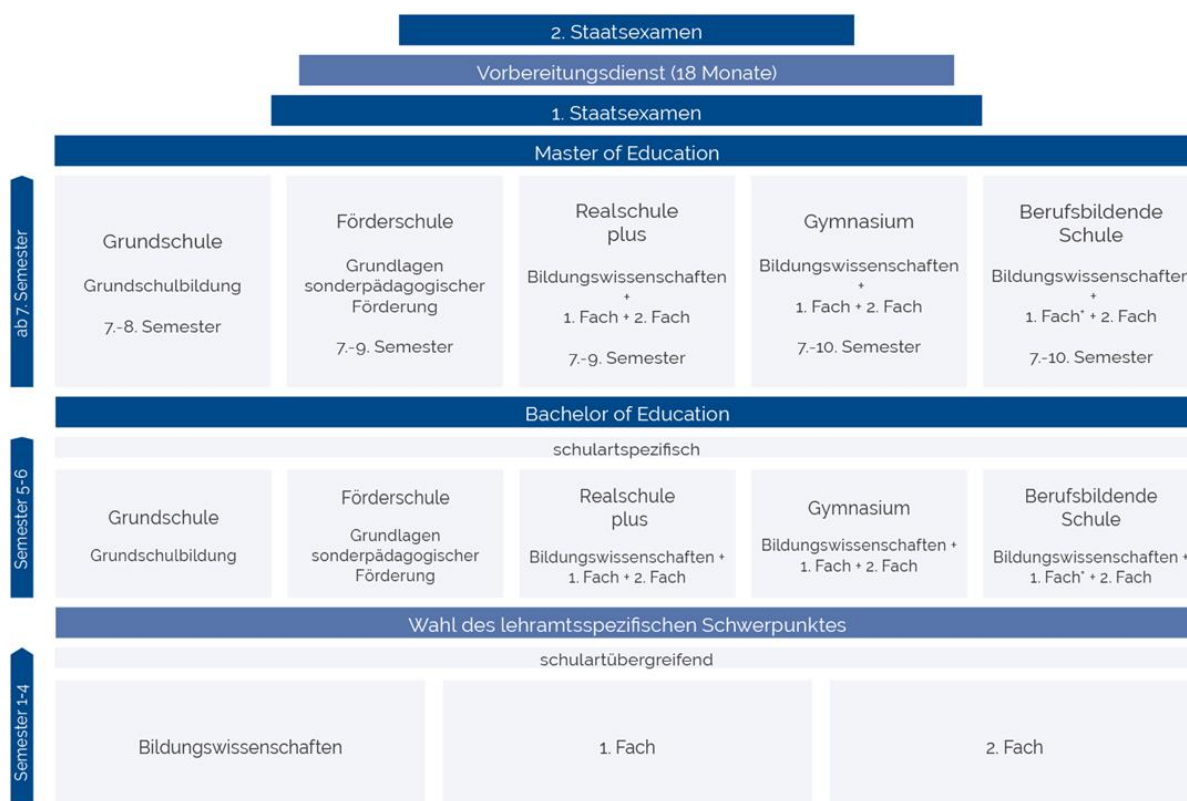 2. Staatsexamen
Vorbereitungsdienst (18 Monate)
1. Staatsexamen
Master of Education
ab 7. Semester
Grundschule
Grundschulbildung
7.-8. Semester
Förderschule
Grundlagen
sonderpädagogischer
Förderung
7.-9. Semester
Realschule
plus
Bildungswissenschaften
+
1. Fach + 2. Fach
7.-9. Semester
Gymnasium
Bildungswissenschaften
+
1. Fach + 2. Fach
7.-10. Semester
Berufsbildende
Schule
Bildungswissenschaften
+
1. Fach* + 2. Fach
7.-10. Semester
Bachelor of Education
schulartspezifisch
Semester 5-6
Grundschule
Grundschulbildung
Förderschule
Grundlagen
sonderpädagogischer
Förderung
Realschule
plus
Bildungswissenschaften +
1. Fach + 2. Fach
Gymnasium
Bildungswissenschaften +
1. Fach + 2. Fach
Berufsbildende
Schule
Bildungswissenschaften +
1. Fach* + 2. Fach
Wahl des lehramtsspezifischen Schwerpunktes
schulartübergreifend
Semester 1-4
Bildungswissenschaften
1. Fach
2. Fach